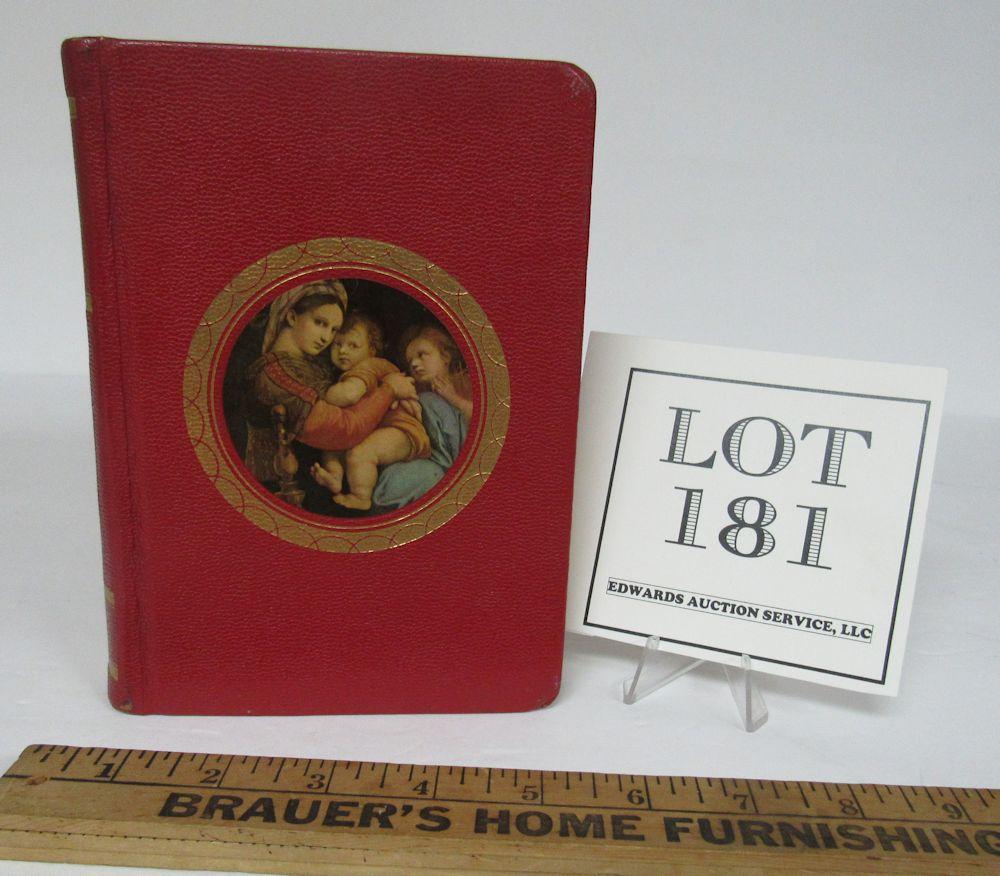 LOT
181
EDWARDS AUCTION SERVICE, LLC
1 2 3 4 5 6 7 8 9
BRAUER'S HOME FURNISHING